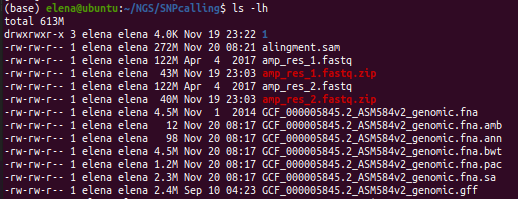 (base) elena@ubuntu:~/NGS/SNPcalling$ ls -lh
total 613M
drwxrwxr-x 3 elena elena 4.0K Nov 19 23:22 1
-rw-rw-r-- 1 elena elena 272M Nov 20 08:21 alingment.sam
-rw-rw-r-- 1 elena elena 122M Apr  4  2017 amp_res_1.fastq
-rw-rw-r-- 1 elena elena  43M Nov 19 23:03 amp_res_1.fastq.zip
-rw-rw-r-- 1 elena elena 122M Apr  4  2017 amp_res_2.fastq
-rw-rw-r-- 1 elena elena  40M Nov 19 23:03 amp_res_2.fastq.zip
-rw-rw-r-- 1 elena elena 4.5M Nov  1  2014 GCF_000005845.2_ASM584v2_genomic.fna
-rw-rw-r-- 1 elena elena   12 Nov 20 08:17 GCF_000005845.2_ASM584v2_genomic.fna.amb
-rw-rw-r-- 1 elena elena   98 Nov 20 08:17 GCF_000005845.2_ASM584v2_genomic.fna.ann
-rw-rw-r-- 1 elena elena 4.5M Nov 20 08:17 GCF_000005845.2_ASM584v2_genomic.fna.bwt
-rw-rw-r-- 1 elena elena 1.2M Nov 20 08:17 GCF_000005845.2_ASM584v2_genomic.fna.pac
-rw-rw-r-- 1 elena elena 2.3M Nov 20 08:17 GCF_000005845.2_ASM584v2_genomic.fna.sa
-rw-rw-r-- 1 elena elena 2.4M Sep 10 04:23 GCF_000005845.2_ASM584v2_genomic.gff